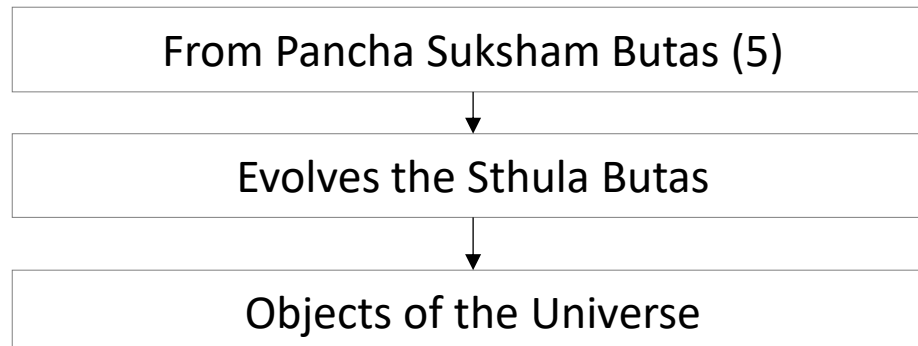 From Pancha Suksham Butas (5)
Evolves the Sthula Butas
Objects of the Universe